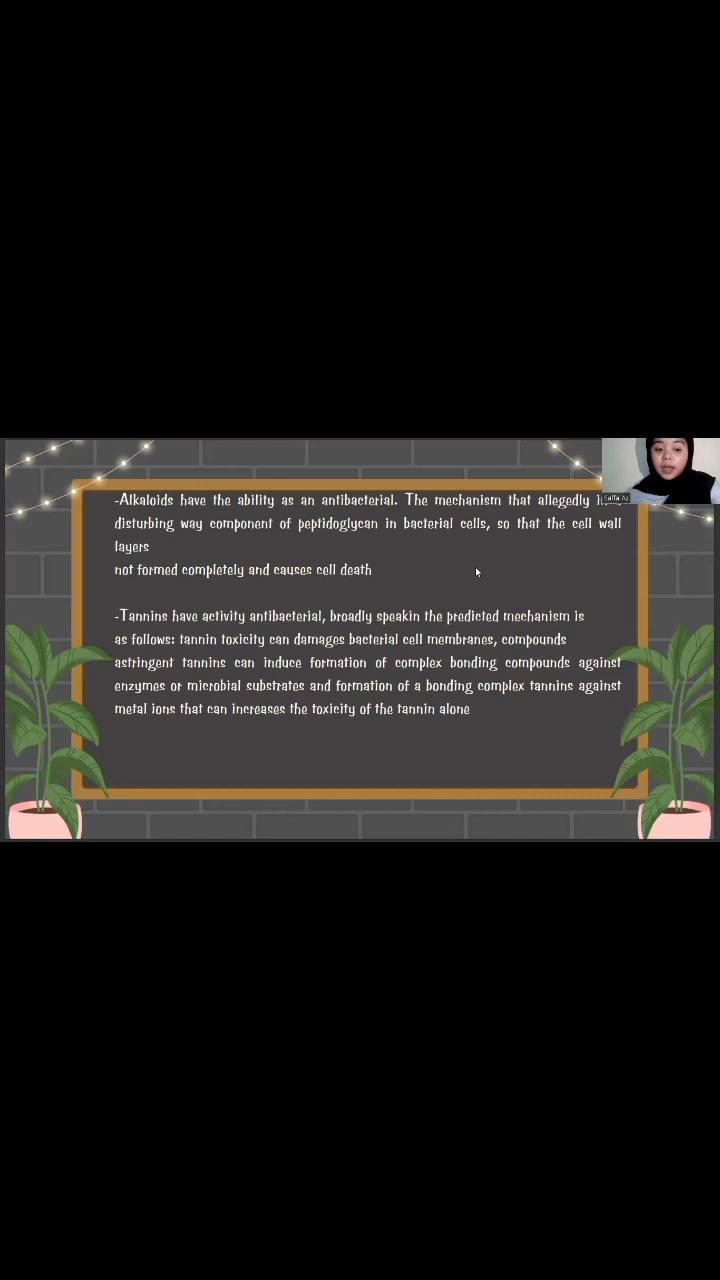 -Alkaloids have the ability as an antibacterial. The mechanism that allegedly
disturbing way component of peptidoglycan in bacterial cells, so that the cell wall
layers
not formed completely and causes cell death
-Tannins have activity antibacterial, broadly speakin the predicted mechanism is
as follows: tannin toxicity can damages bacterial cell membranes, compounds
astringent tannins can induce formation of complex bonding compounds against
enzymes or microbial substrates and formation of a bonding complex tannins against
metal ions that can increases the toxicity of the tannin alone
Saffa Az